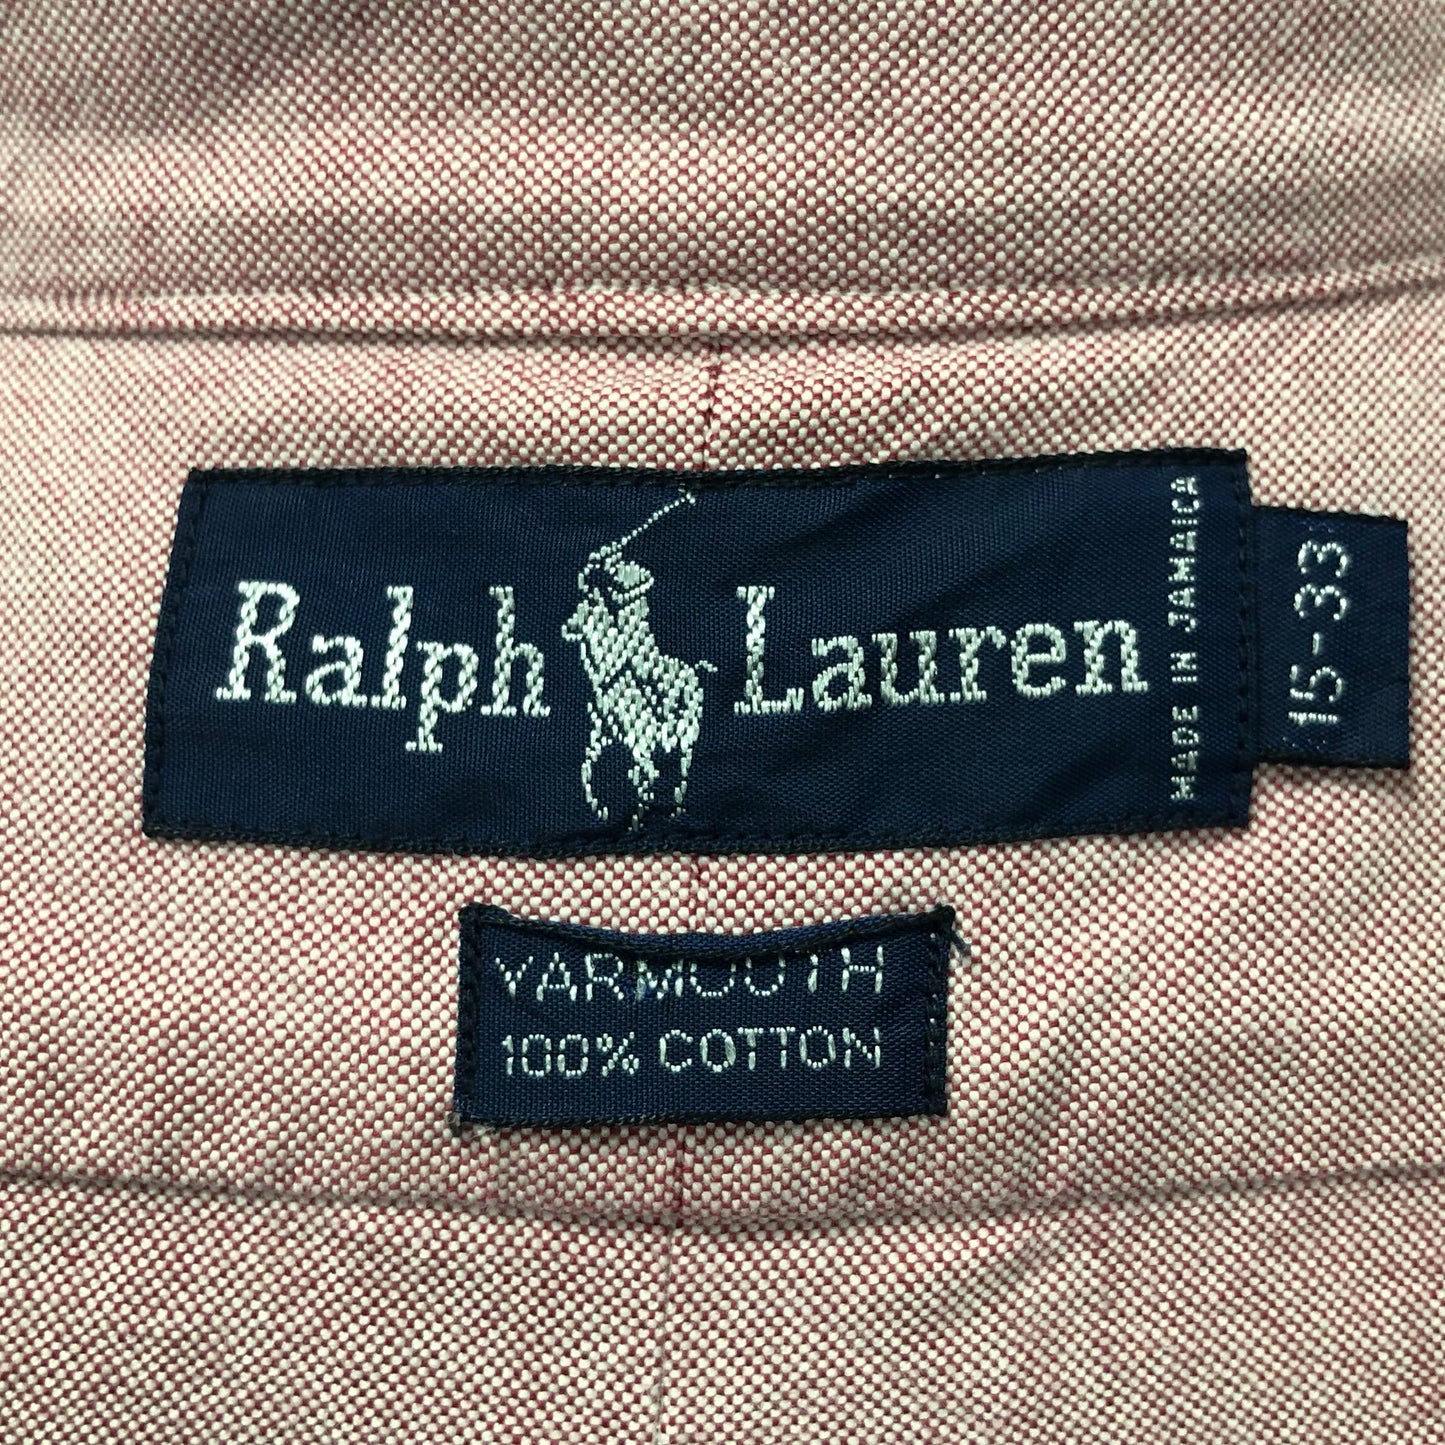 Ralph Lauren
MADE IN JAMAICA
15-33
YARMOUTH
100% COTTON